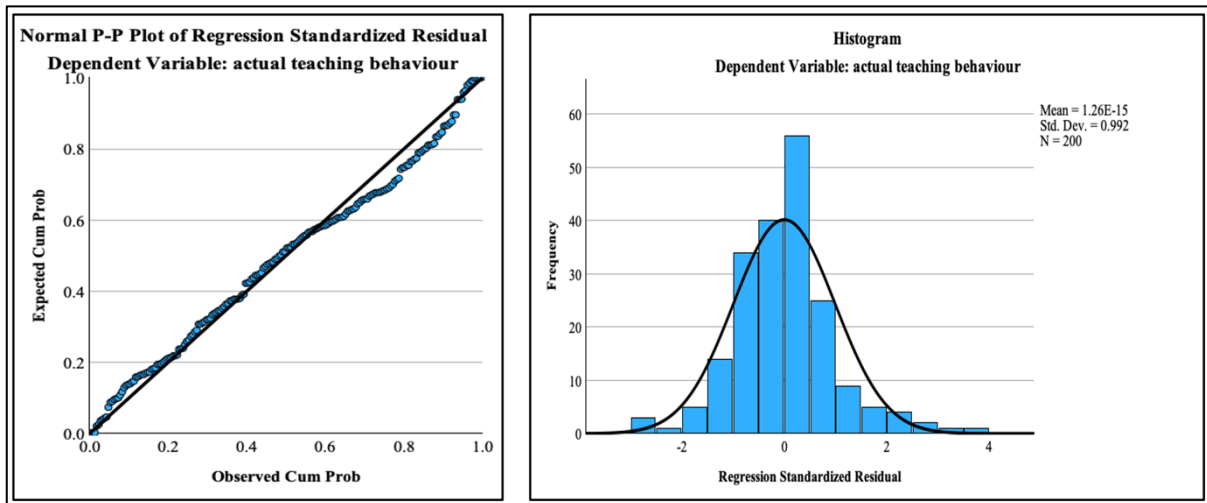 Normal P-P Plot of Regression Standardized Residual
Dependent Variable: actual teaching behaviour
1.0
0.8
0.6
0.4
0.2
0.0
Expected Cum Prob
0.0 0.2 0.4 0.6 0.8 1.0
Observed Cum Prob
Histogram
Dependent Variable: actual teaching behaviour
Mean = 1.26E-15
Std. Dev. = 0.992
N = 200
60
50
40
30
20
10
0
Frequency
-2 0 2 4
Regression Standardized Residual